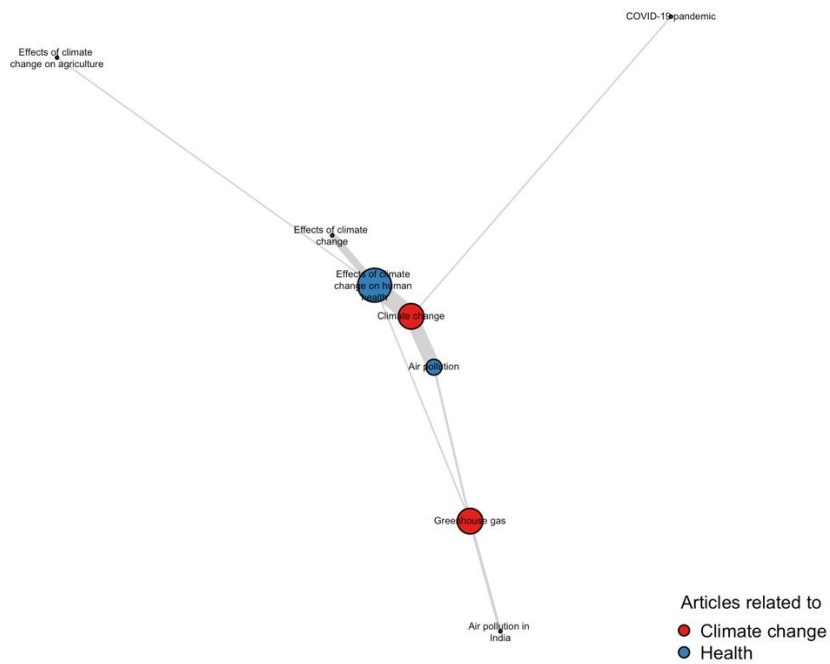 COVID-19 pandemic
Effects of climate
change on agriculture
Effects of climate
change
Effects of climate
change on human
health
Climate change
Air pollution
Greenhouse gas
Air pollution in
India
Articles related to
Climate change
Health